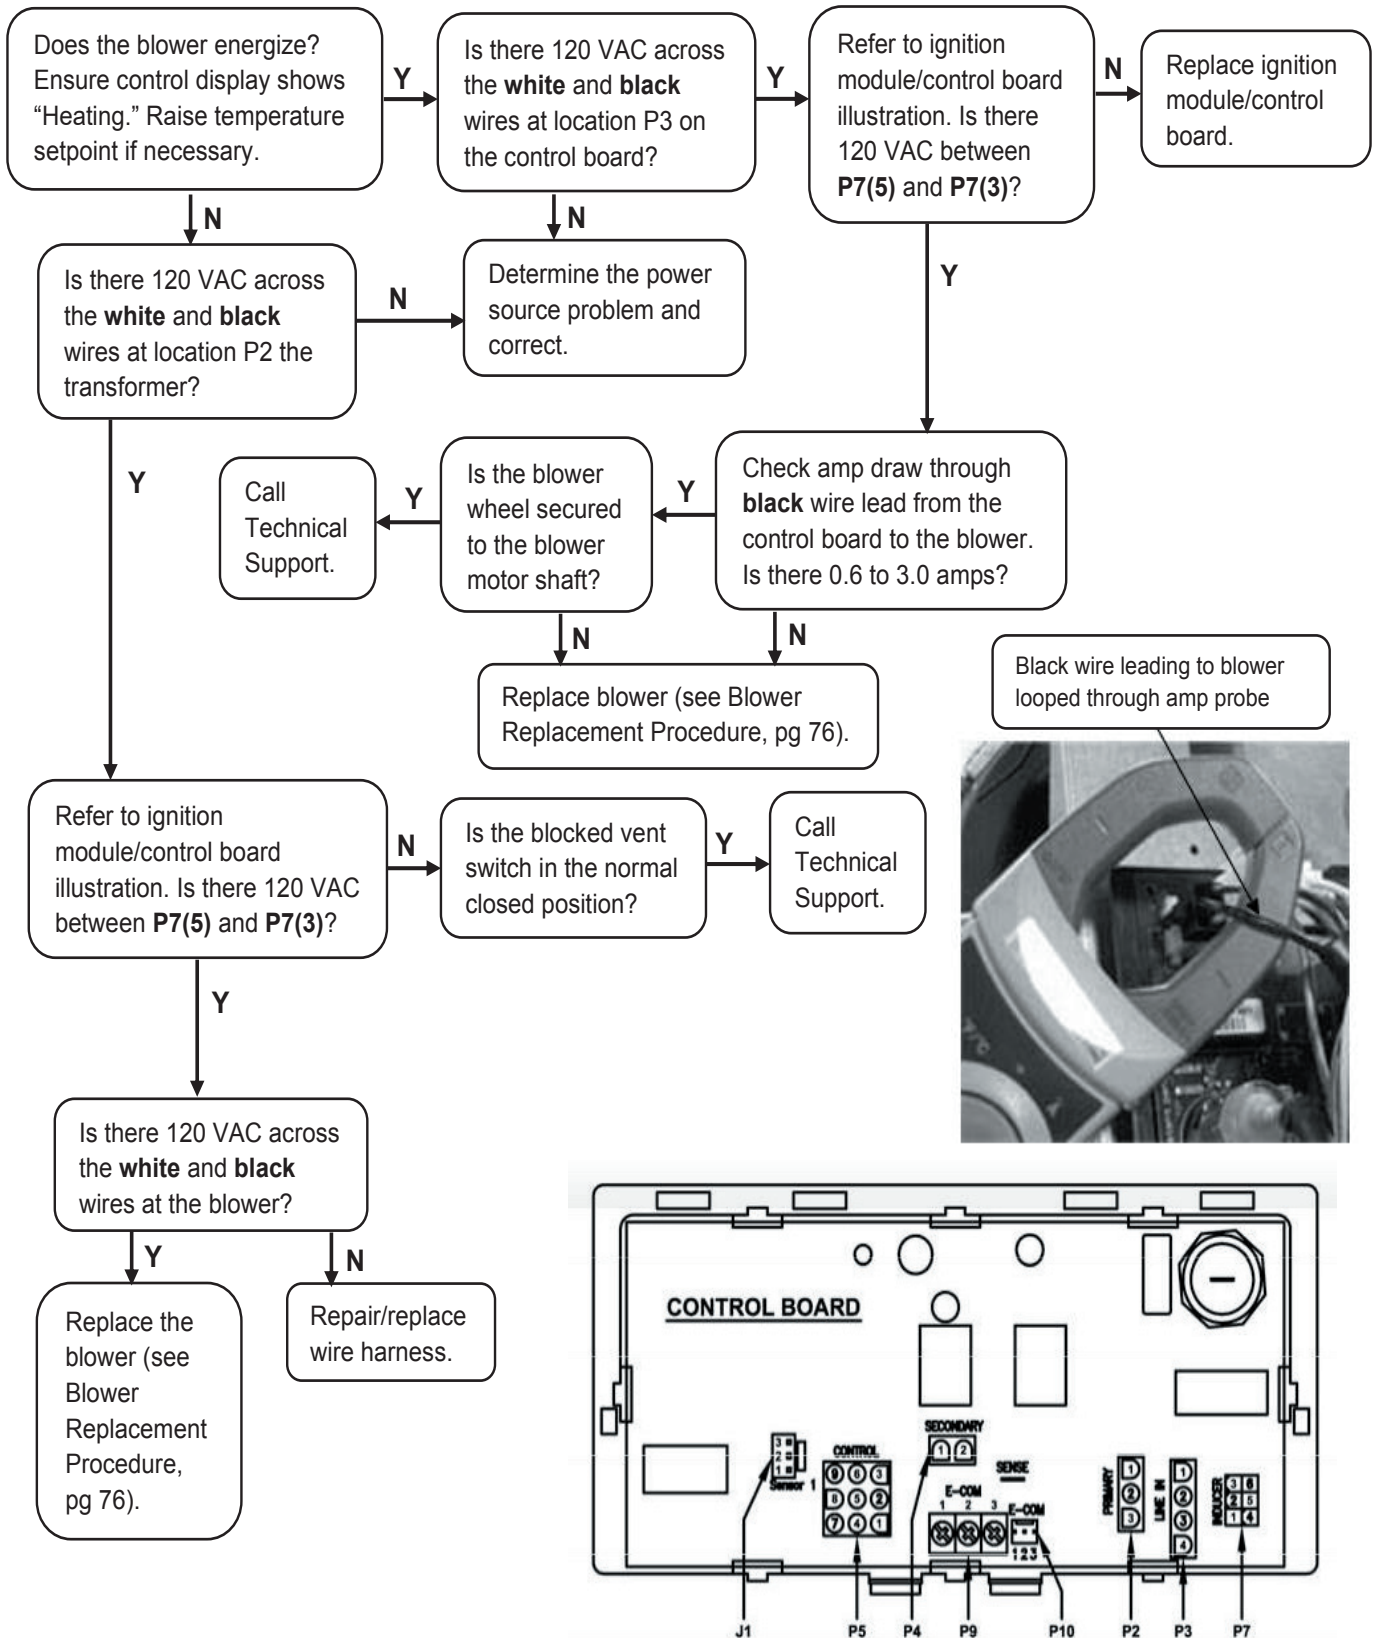 Does the blower energize?
Ensure control display shows
“Heating.” Raise temperature
setpoint if necessary.
Y
Is there 120 VAC across
the white and black
wires at location P3 on
the control board?
Y
Refer to ignition
module/control board
illustration. Is there
120 VAC between
P7(5) and P7(3)?
N
Replace ignition
module/control
board.
N
N
Is there 120 VAC across
the white and black
wires at location P2 the
transformer?
N
Determine the power
source problem and
correct.
Y
Y
Call
Technical
Support.
Y
Is the blower
wheel secured
to the blower
motor shaft?
Y
Check amp draw through
black wire lead from the
control board to the blower.
Is there 0.6 to 3.0 amps?
N
N
Replace blower (see Blower
Replacement Procedure, pg 76).
Black wire leading to blower
looped through amp probe
Refer to ignition
module/control board
illustration. Is there 120 VAC
between P7(5) and P7(3)?
N
Is the blocked vent
switch in the normal
closed position?
Y
Call
Technical
Support.
Y
Is there 120 VAC across
the white and black
wires at the blower?
Y
N
Replace the
blower (see
Blower
Replacement
Procedure,
pg 76).
Repair/replace
wire harness.
CONTROL BOARD
3
2
1
Sensor 1
CONTROL
9 6 3
8 5 2
7 4 1
SECONDARY
1 2
SENSE
E-COM
1 2 3
E-COM
1 2 3
PRIMARY
1
2
3
LINE IN
1
2
3
4
INDUCER
3 6
2 5
1 4
J1 P5 P4 P9 P10 P2 P3 P7